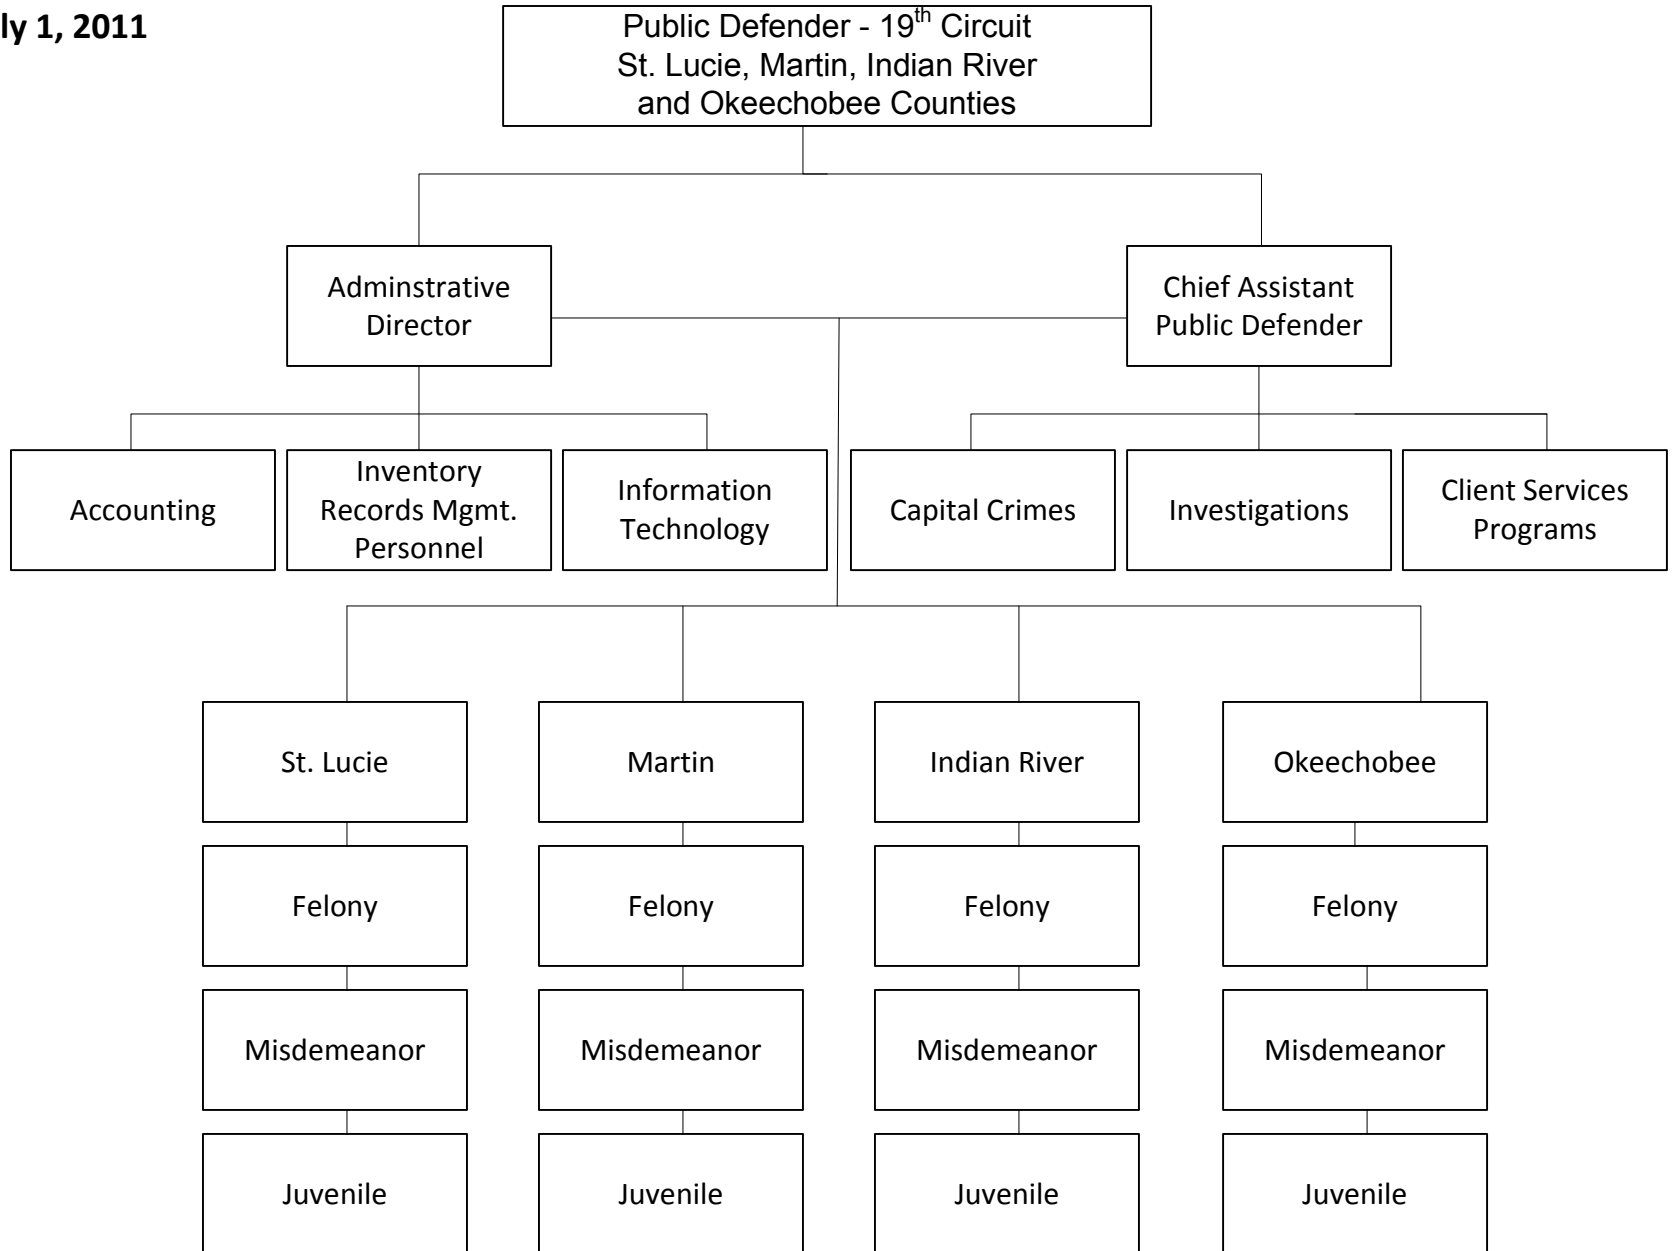 ly 1, 2011
Public Defender - 19th Circuit
St. Lucie, Martin, Indian River
and Okeechobee Counties
Adminstrative
Director
Chief Assistant
Public Defender
Accounting
Inventory
Records Mgmt.
Personnel
Information
Technology
Capital Crimes
Investigations
Client Services
Programs
St. Lucie
Martin
Indian River
Okeechobee
Felony
Felony
Felony
Felony
Misdemeanor
Misdemeanor
Misdemeanor
Misdemeanor
Juvenile
Juvenile
Juvenile
Juvenile